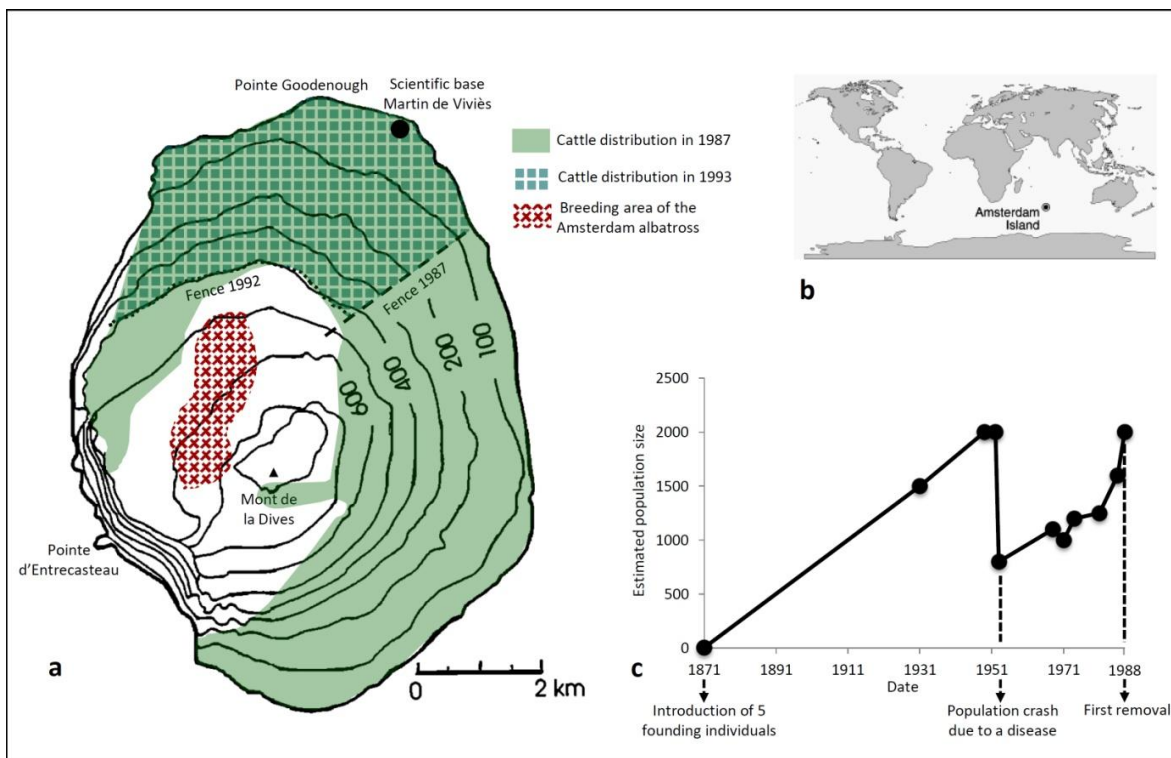 Pointe Goodenough
Scientific base
Martin de Viviès
Cattle distribution in 1987
Cattle distribution in 1993
Breeding area of the
Amsterdam albatross
Fence 1992
Fence 1987
100
200
400
600
Mont de
la Dives
Pointe
d'Entrecasteau
0
2 km
a
Amsterdam
Island
b
Estimated population size
2500
2000
1500
1000
500
0
1871
1891
1911
1931
1951
1971
1988
Date
Introduction of 5
founding individuals
Population crash
due to a disease
First removal
c